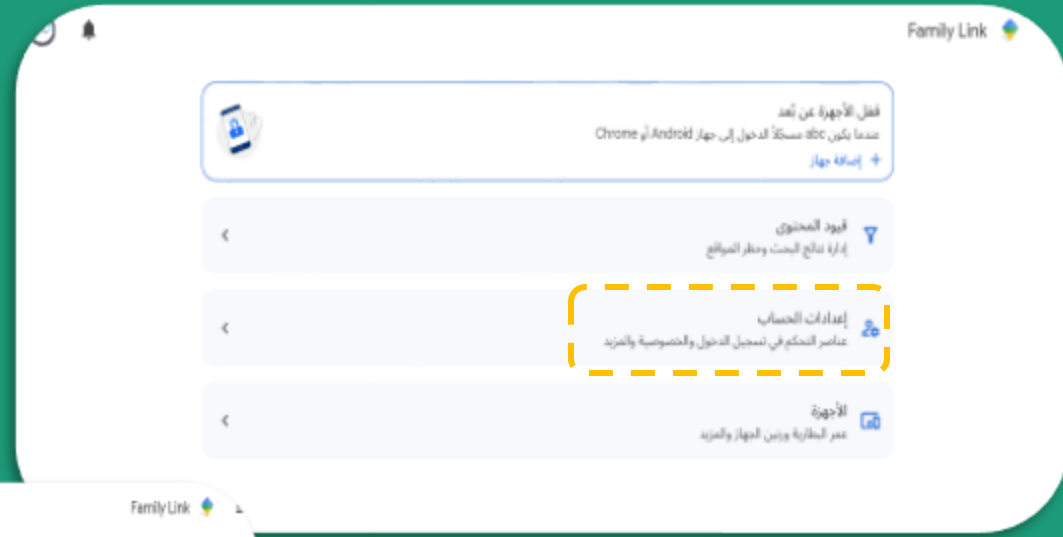 Family Link
قفل الأجهزة عن بُعد
عندما يكون abc مسجّلاً الدخول إلى جهاز Android أو Chrome
+ إضافة جهاز
قيود المحتوى
إدارة نتائج البحث وحظر المواقع
إعدادات الحساب
عناصر التحكم في تسجيل الدخول والخصوصية والمزيد
الأجهزة
عمر البطارية ورنين الجهاز والمزيد
Family Link